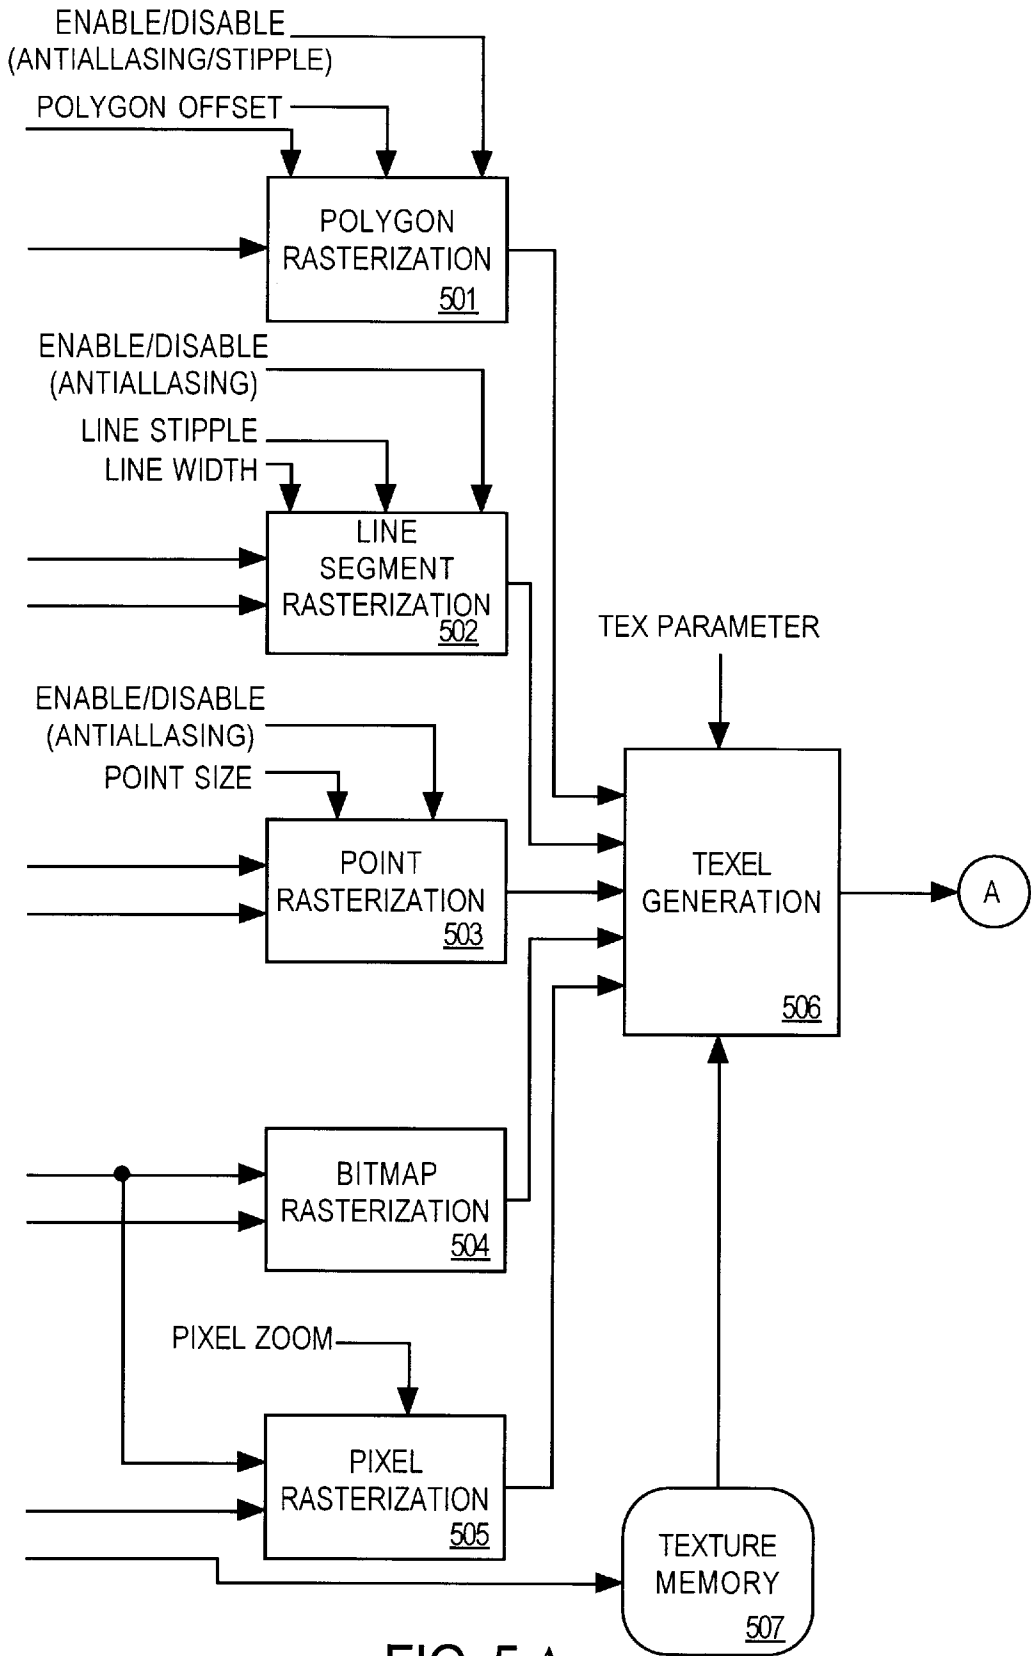 ENABLE/DISABLE
(ANTIALLASING/STIPPLE)
POLYGON OFFSET
POLYGON
RASTERIZATION
501
ENABLE/DISABLE
(ANTIALLASING)
LINE STIPPLE
LINE WIDTH
LINE
SEGMENT
RASTERIZATION
502
TEX PARAMETER
ENABLE/DISABLE
(ANTIALLASING)
POINT SIZE
POINT
RASTERIZATION
503
TEXEL
GENERATION
506
A
BITMAP
RASTERIZATION
504
PIXEL ZOOM
PIXEL
RASTERIZATION
505
TEXTURE
MEMORY
507
FIG. 5 A